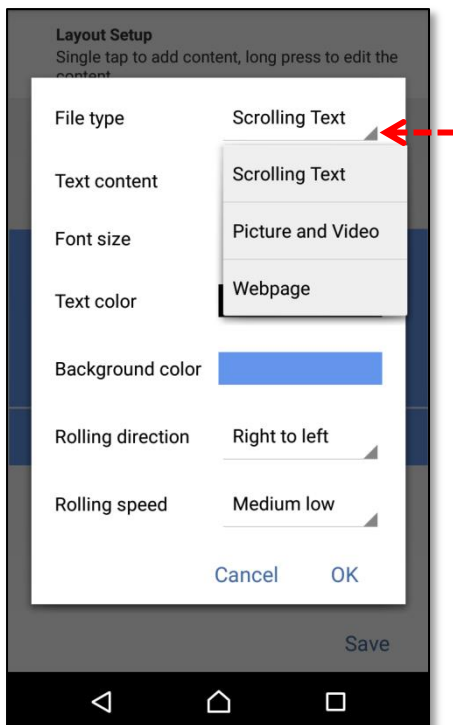 Layout Setup
Single tap to add content, long press to edit the
content
File type Scrolling Text
Scrolling Text
Text content
Picture and Video
Font size
Webpage
Text color
Background color
Rolling direction Right to left
Rolling speed Medium low
Cancel OK
Save